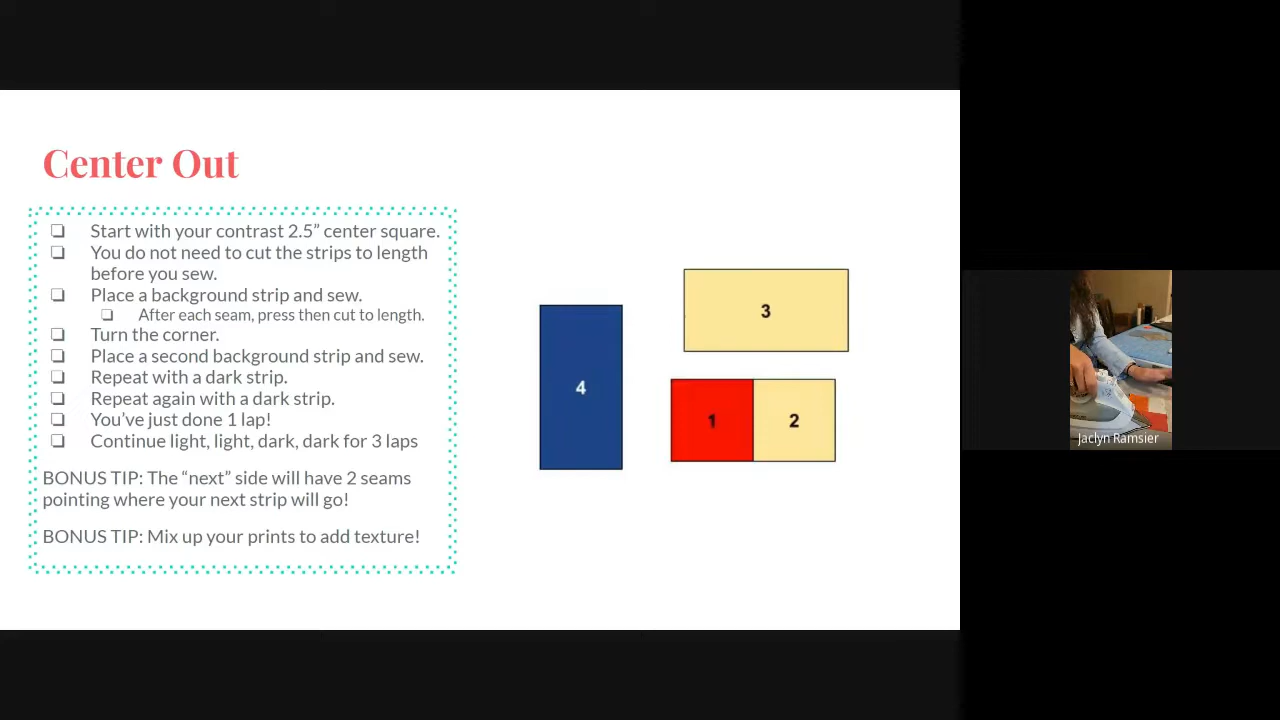 Center Out
❏ Start with your contrast 2.5” center square.
❏ You do not need to cut the strips to length
before you sew.
❏ Place a background strip and sew.
❏ After each seam, press then cut to length.
❏ Turn the corner.
❏ Place a second background strip and sew.
❏ Repeat with a dark strip.
❏ Repeat again with a dark strip.
❏ You’ve just done 1 lap!
❏ Continue light, light, dark, dark for 3 laps
BONUS TIP: The “next” side will have 2 seams
pointing where your next strip will go!
BONUS TIP: Mix up your prints to add texture!
3
4
1 2
Jaclyn Ramsier